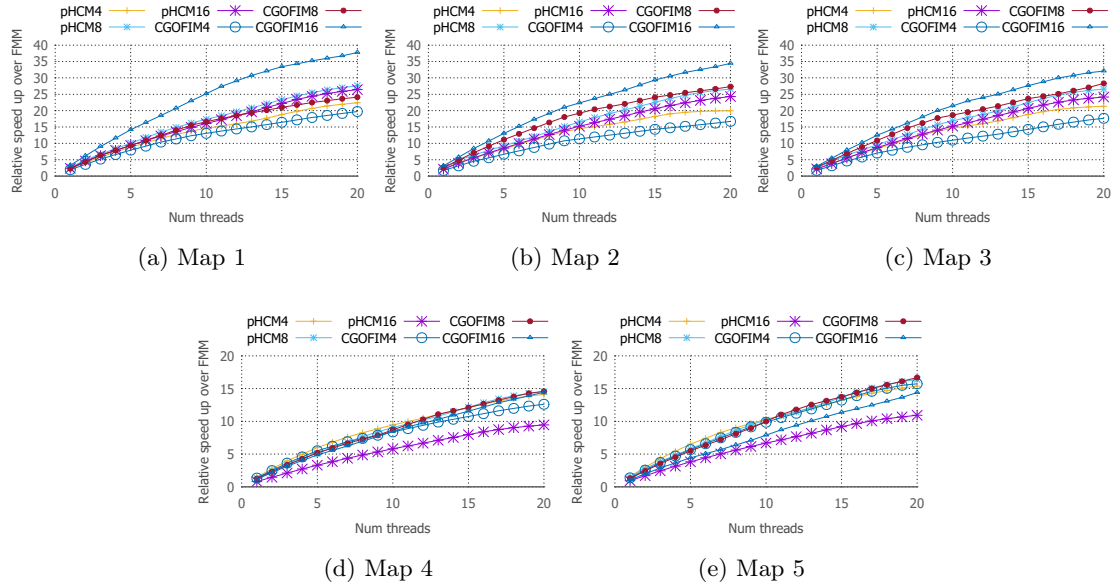 pHCM4 pHCM16 CGOFIM8
pHCM8 CGOFIM4 CGOFIM16
Relative speed up over FMM
40
35
30
25
20
15
10
5
0
0 5 10 15 20
Num threads
(a) Map 1
pHCM4 pHCM16 CGOFIM8
pHCM8 CGOFIM4 CGOFIM16
Relative speed up over FMM
40
35
30
25
20
15
10
5
0
0 5 10 15 20
Num threads
(b) Map 2
pHCM4 pHCM16 CGOFIM8
pHCM8 CGOFIM4 CGOFIM16
Relative speed up over FMM
40
35
30
25
20
15
10
5
0
0 5 10 15 20
Num threads
(c) Map 3
pHCM4 pHCM16 CGOFIM8
pHCM8 CGOFIM4 CGOFIM16
Relative speed up over FMM
20
15
10
5
0
0 5 10 15 20
Num threads
(d) Map 4
pHCM4 pHCM16 CGOFIM8
pHCM8 CGOFIM4 CGOFIM16
Relative speed up over FMM
20
15
10
5
0
0 5 10 15 20
Num threads
(e) Map 5